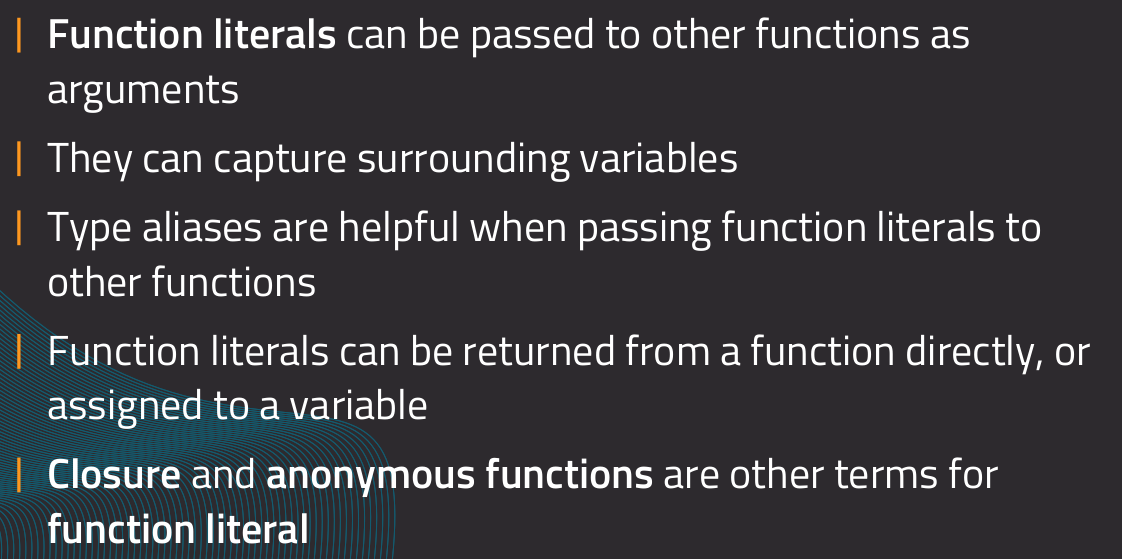 Function literals can be passed to other functions as
arguments
They can capture surrounding variables
Type aliases are helpful when passing function literals to
other functions
Function literals can be returned from a function directly, or
assigned to a variable
Closure and anonymous functions are other terms for
function literal